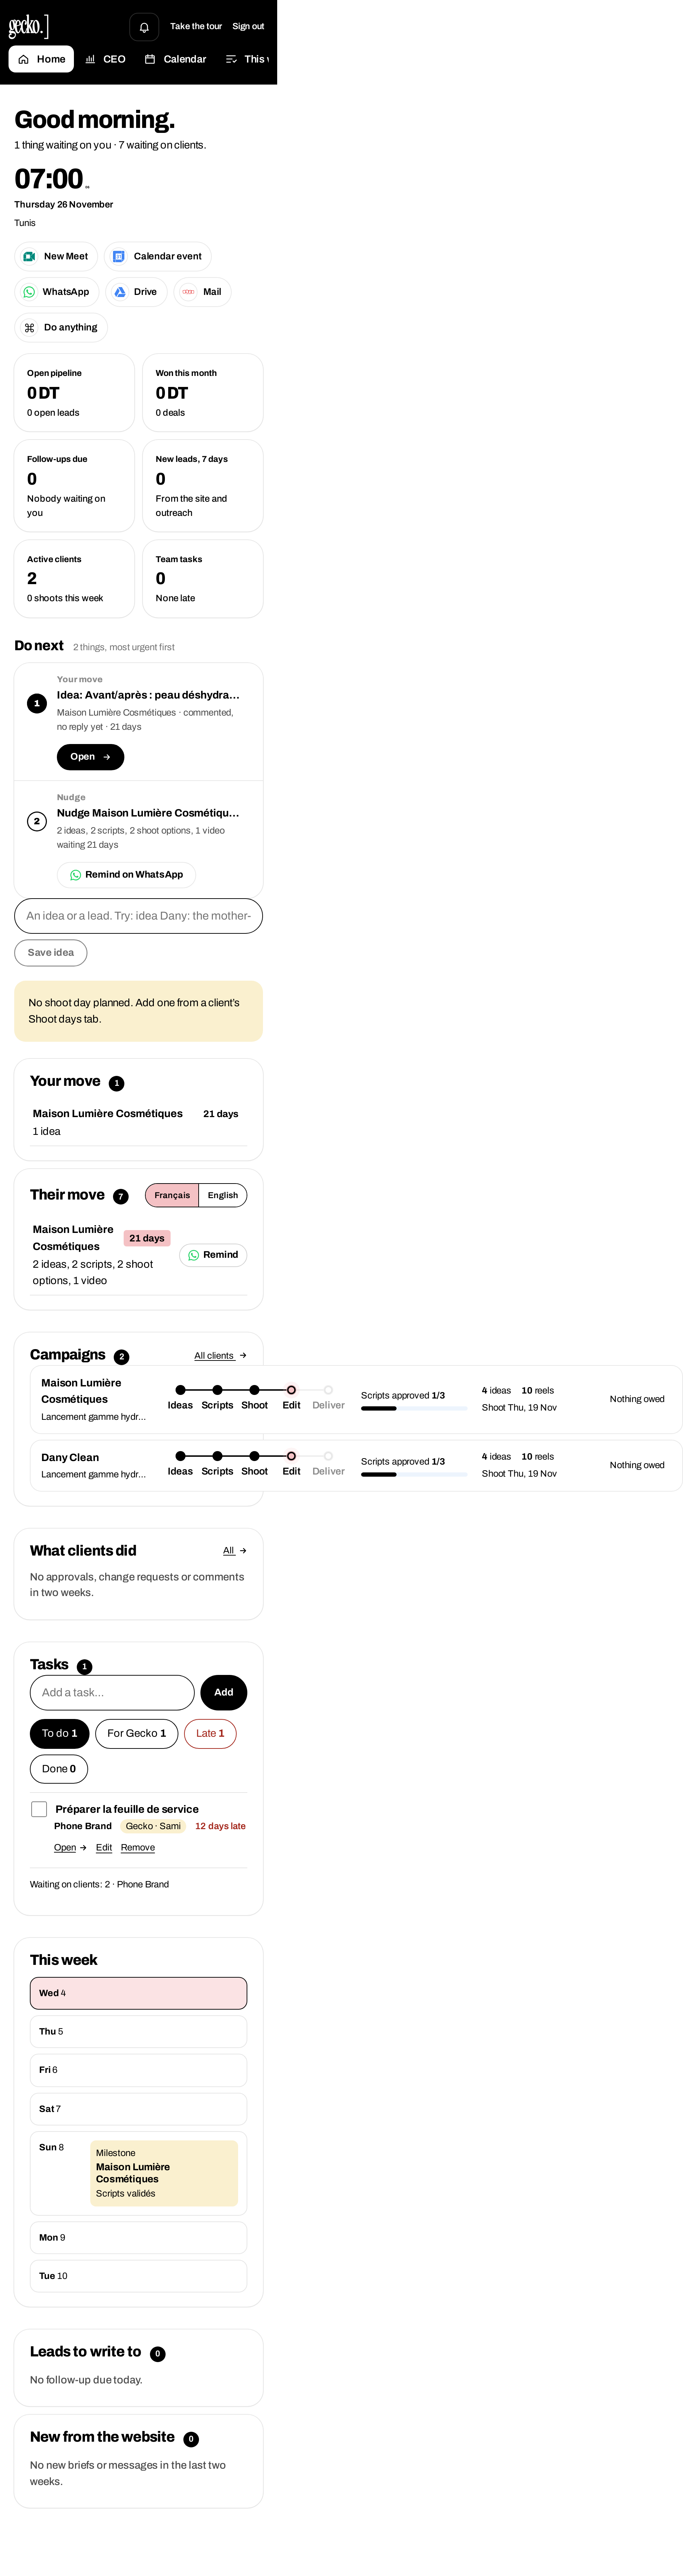 gecko.]
Take the tour
Sign out
Home
CEO
Calendar
This
Good morning.
1 thing waiting on you · 7 waiting on clients.
07:00
Thursday 26 November
Tunis
New Meet
Calendar event
WhatsApp
Drive
Mail
Do anything
Open pipeline
0 DT
0 open leads
Won this month
0 DT
0 deals
Follow-ups due
0
Nobody waiting on
you
New leads, 7 days
0
From the site and
outreach
Active clients
2
0 shoots this week
Team tasks
0
None late
Do next
2 things, most urgent first
1
Your move
Idea: Avant/après : peau déshydra...
Maison Lumière Cosmétiques · commented,
no reply yet · 21 days
Open →
2
Nudge
Nudge Maison Lumière Cosmétiqu...
2 ideas, 2 scripts, 2 shoot options, 1 video
waiting 21 days
Remind on WhatsApp
An idea or a lead. Try: idea Dany: the mother-
Save idea
No shoot day planned. Add one from a client's
Shoot days tab.
Your move 1
Maison Lumière Cosmétiques
21 days
1 idea
Their move 7
Français
English
Maison Lumière
Cosmétiques
21 days
2 ideas, 2 scripts, 2 shoot
options, 1 video
Remind
Campaigns 2
All clients →
Maison Lumière
Cosmétiques
Lancement gamme hydr...
Ideas
Scripts
Shoot
Edit
Deliver
Scripts approved 1/3
4 ideas
10 reels
Shoot Thu, 19 Nov
Nothing owed
Dany Clean
Lancement gamme hydr...
Ideas
Scripts
Shoot
Edit
Deliver
Scripts approved 1/3
4 ideas
10 reels
Shoot Thu, 19 Nov
Nothing owed
What clients did
All →
No approvals, change requests or comments
in two weeks.
Tasks 1
Add a task...
Add
To do 1
For Gecko 1
Late 1
Done 0
Préparer la feuille de service
Phone Brand
Gecko · Sami
12 days late
Open →
Edit
Remove
Waiting on clients: 2 · Phone Brand
This week
Wed 4
Thu 5
Fri 6
Sat 7
Sun 8
Milestone
Maison Lumière
Cosmétiques
Scripts validés
Mon 9
Tue 10
Leads to write to 0
No follow-up due today.
New from the website 0
No new briefs or messages in the last two
weeks.